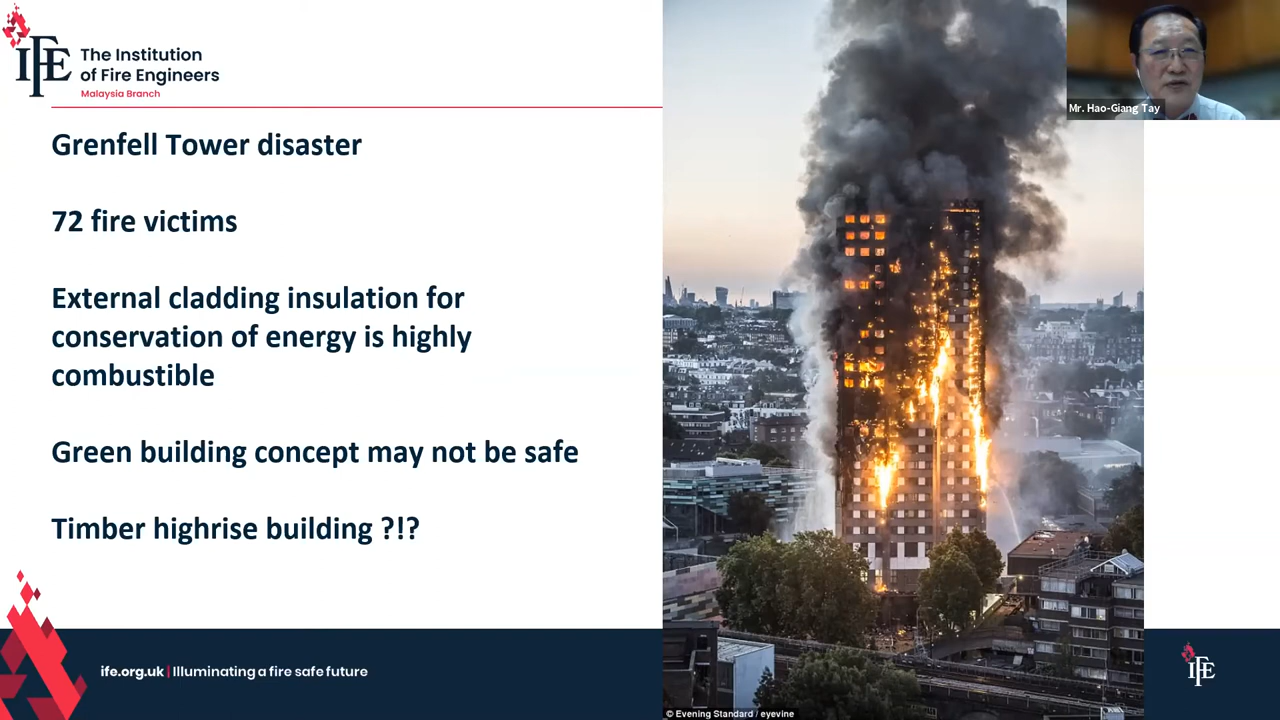 IFE
The Institution
of Fire Engineers
Malaysia Branch
Mr. Hao-Giang Tay
Grenfell Tower disaster
72 fire victims
External cladding insulation for
conservation of energy is highly
combustible
Green building concept may not be safe
Timber highrise building ?!?
ife.org.uk | Illuminating a fire safe future
© Evening Standard / eyevine
IFE